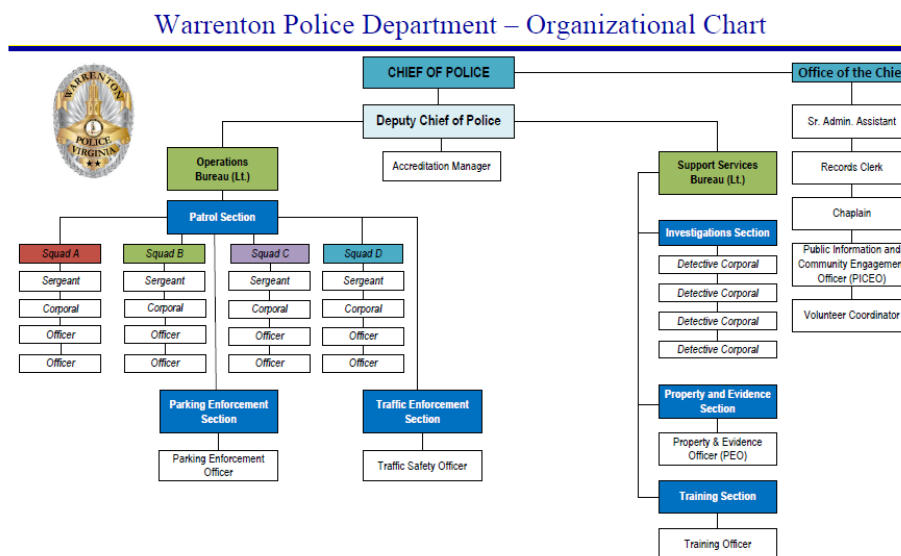 Warrenton Police Department – Organizational Chart
WARRENTON
POLICE
VIRGINIA
CHIEF OF POLICE
Office of the Chief
Deputy Chief of Police
Sr. Admin. Assistant
Operations
Bureau (Lt.)
Accreditation Manager
Support Services
Bureau (Lt.)
Records Clerk
Patrol Section
Chaplain
Investigations Section
Squad A
Squad B
Squad C
Squad D
Public Information and
Community Engagement
Officer (PICEO)
Sergeant
Sergeant
Sergeant
Sergeant
Detective Corporal
Corporal
Corporal
Corporal
Corporal
Detective Corporal
Volunteer Coordinator
Officer
Officer
Officer
Officer
Detective Corporal
Officer
Officer
Officer
Officer
Detective Corporal
Parking Enforcement
Section
Traffic Enforcement
Section
Property and Evidence
Section
Parking Enforcement
Officer
Traffic Safety Officer
Property & Evidence
Officer (PEO)
Training Section
Training Officer